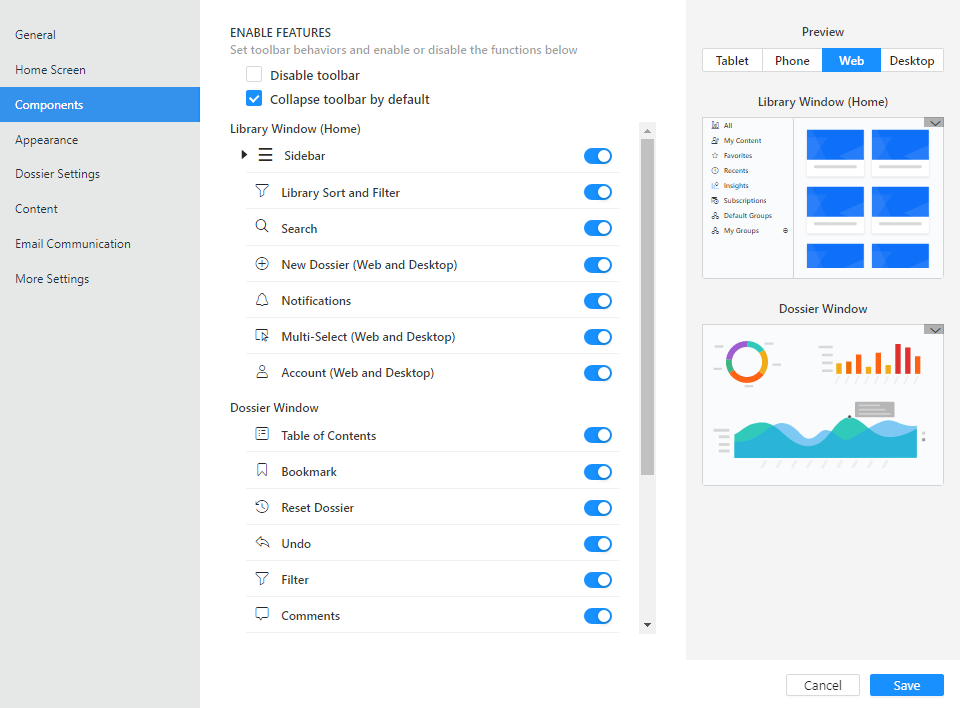 General
Home Screen
Components
Appearance
Dossier Settings
Content
Email Communication
More Settings
ENABLE FEATURES
Set toolbar behaviors and enable or disable the functions below
Disable toolbar
Collapse toolbar by default
Library Window (Home)
Sidebar
Library Sort and Filter
Search
New Dossier (Web and Desktop)
Notifications
Multi-Select (Web and Desktop)
Account (Web and Desktop)
Dossier Window
Table of Contents
Bookmark
Reset Dossier
Undo
Filter
Comments
Preview
Tablet Phone Web Desktop
Library Window (Home)
All
My Content
Favorites
Recents
Insights
Subscriptions
Default Groups
My Groups
Dossier Window
Cancel Save